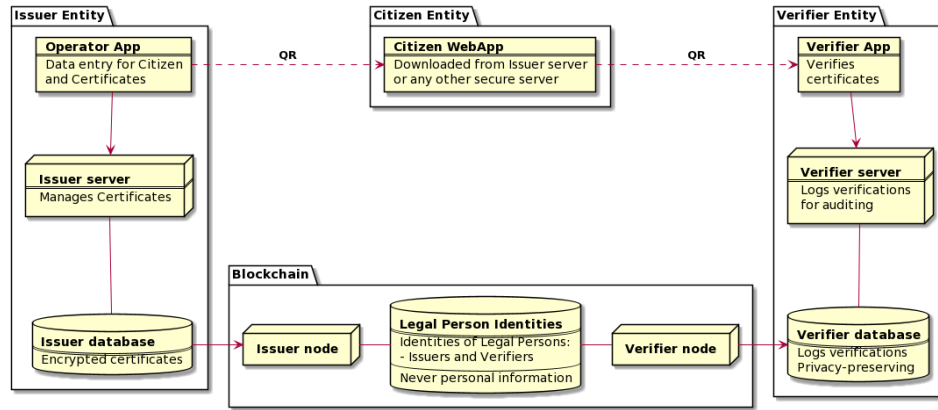 Issuer Entity
Operator App
Data entry for Citizen
and Certificates
QR
Citizen Entity
Citizen WebApp
Downloaded from Issuer server
or any other secure server
QR
Verifier Entity
Verifier App
Verifies
certificates
Issuer server
Manages Certificates
Verifier server
Logs verifications
for auditing
Blockchain
Issuer database
Encrypted certificates
Issuer node
Legal Person Identities
Identities of Legal Persons:
- Issuers and Verifiers
Never personal information
Verifier node
Verifier database
Logs verifications
Privacy-preserving